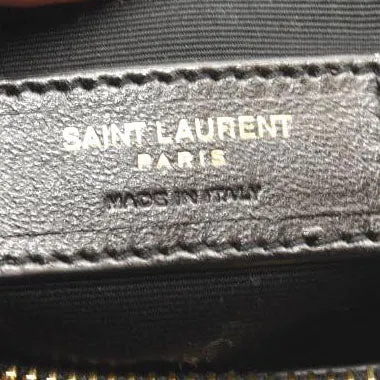 SAINT LAURENT
PARIS
MADE IN ITALY